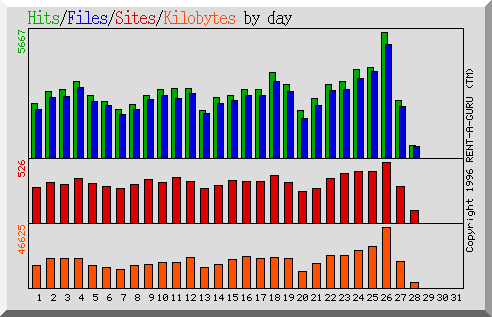 Hits/Files/Sites/Kilobytes by day
5667
526
46625
Copyright 1996 RENT-A-GURU (TM)
1 2 3 4 5 6 7 8 9 10 11 12 13 14 15 16 17 18 19 20 21 22 23 24 25 26 27 28 29 30 31